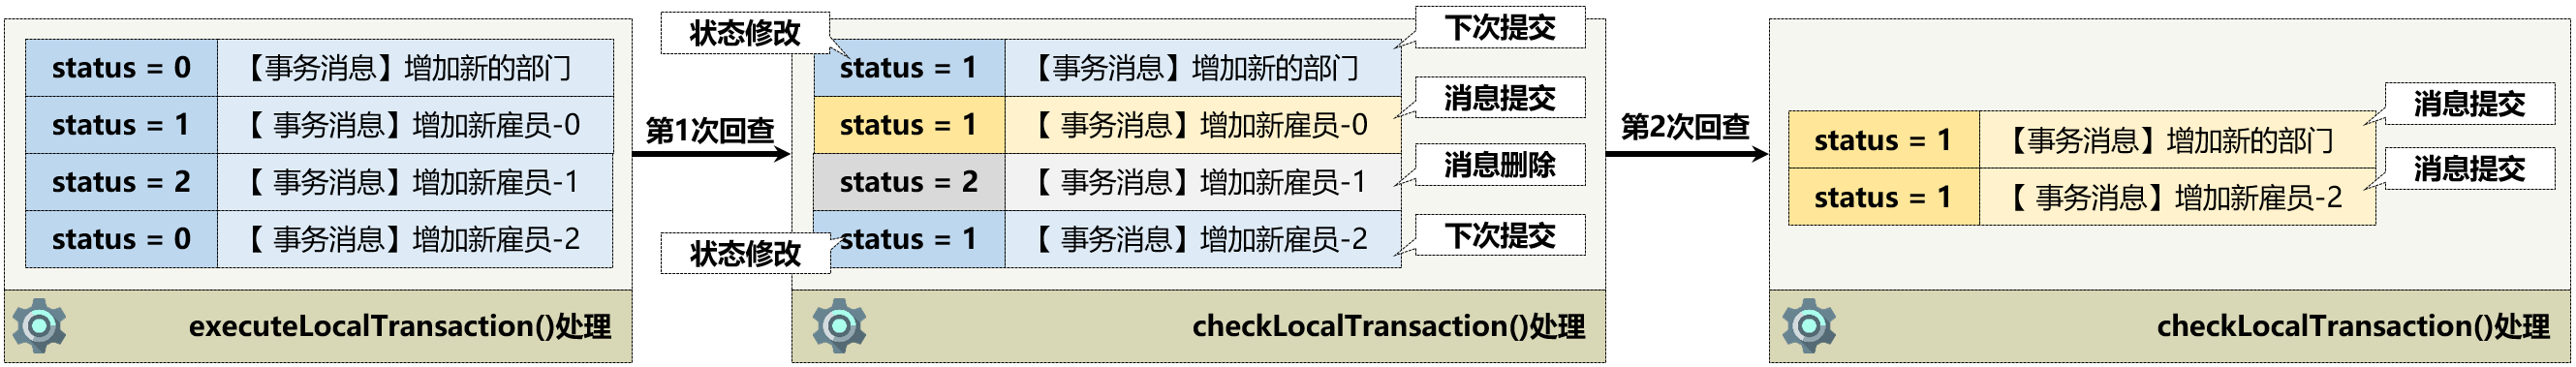 status = 0 【事务消息】增加新的部门
status = 1 【 事务消息】增加新雇员-0
status = 2 【 事务消息】增加新雇员-1
status = 0 【 事务消息】增加新雇员-2
executeLocalTransaction()处理
第1次回查
状态修改
下次提交
status = 1 【事务消息】增加新的部门
消息提交
status = 1 【 事务消息】增加新雇员-0
消息删除
status = 2 【 事务消息】增加新雇员-1
状态修改
下次提交
status = 1 【 事务消息】增加新雇员-2
checkLocalTransaction()处理
第2次回查
消息提交
status = 1 【事务消息】增加新的部门
消息提交
status = 1 【 事务消息】增加新雇员-2
checkLocalTransaction()处理